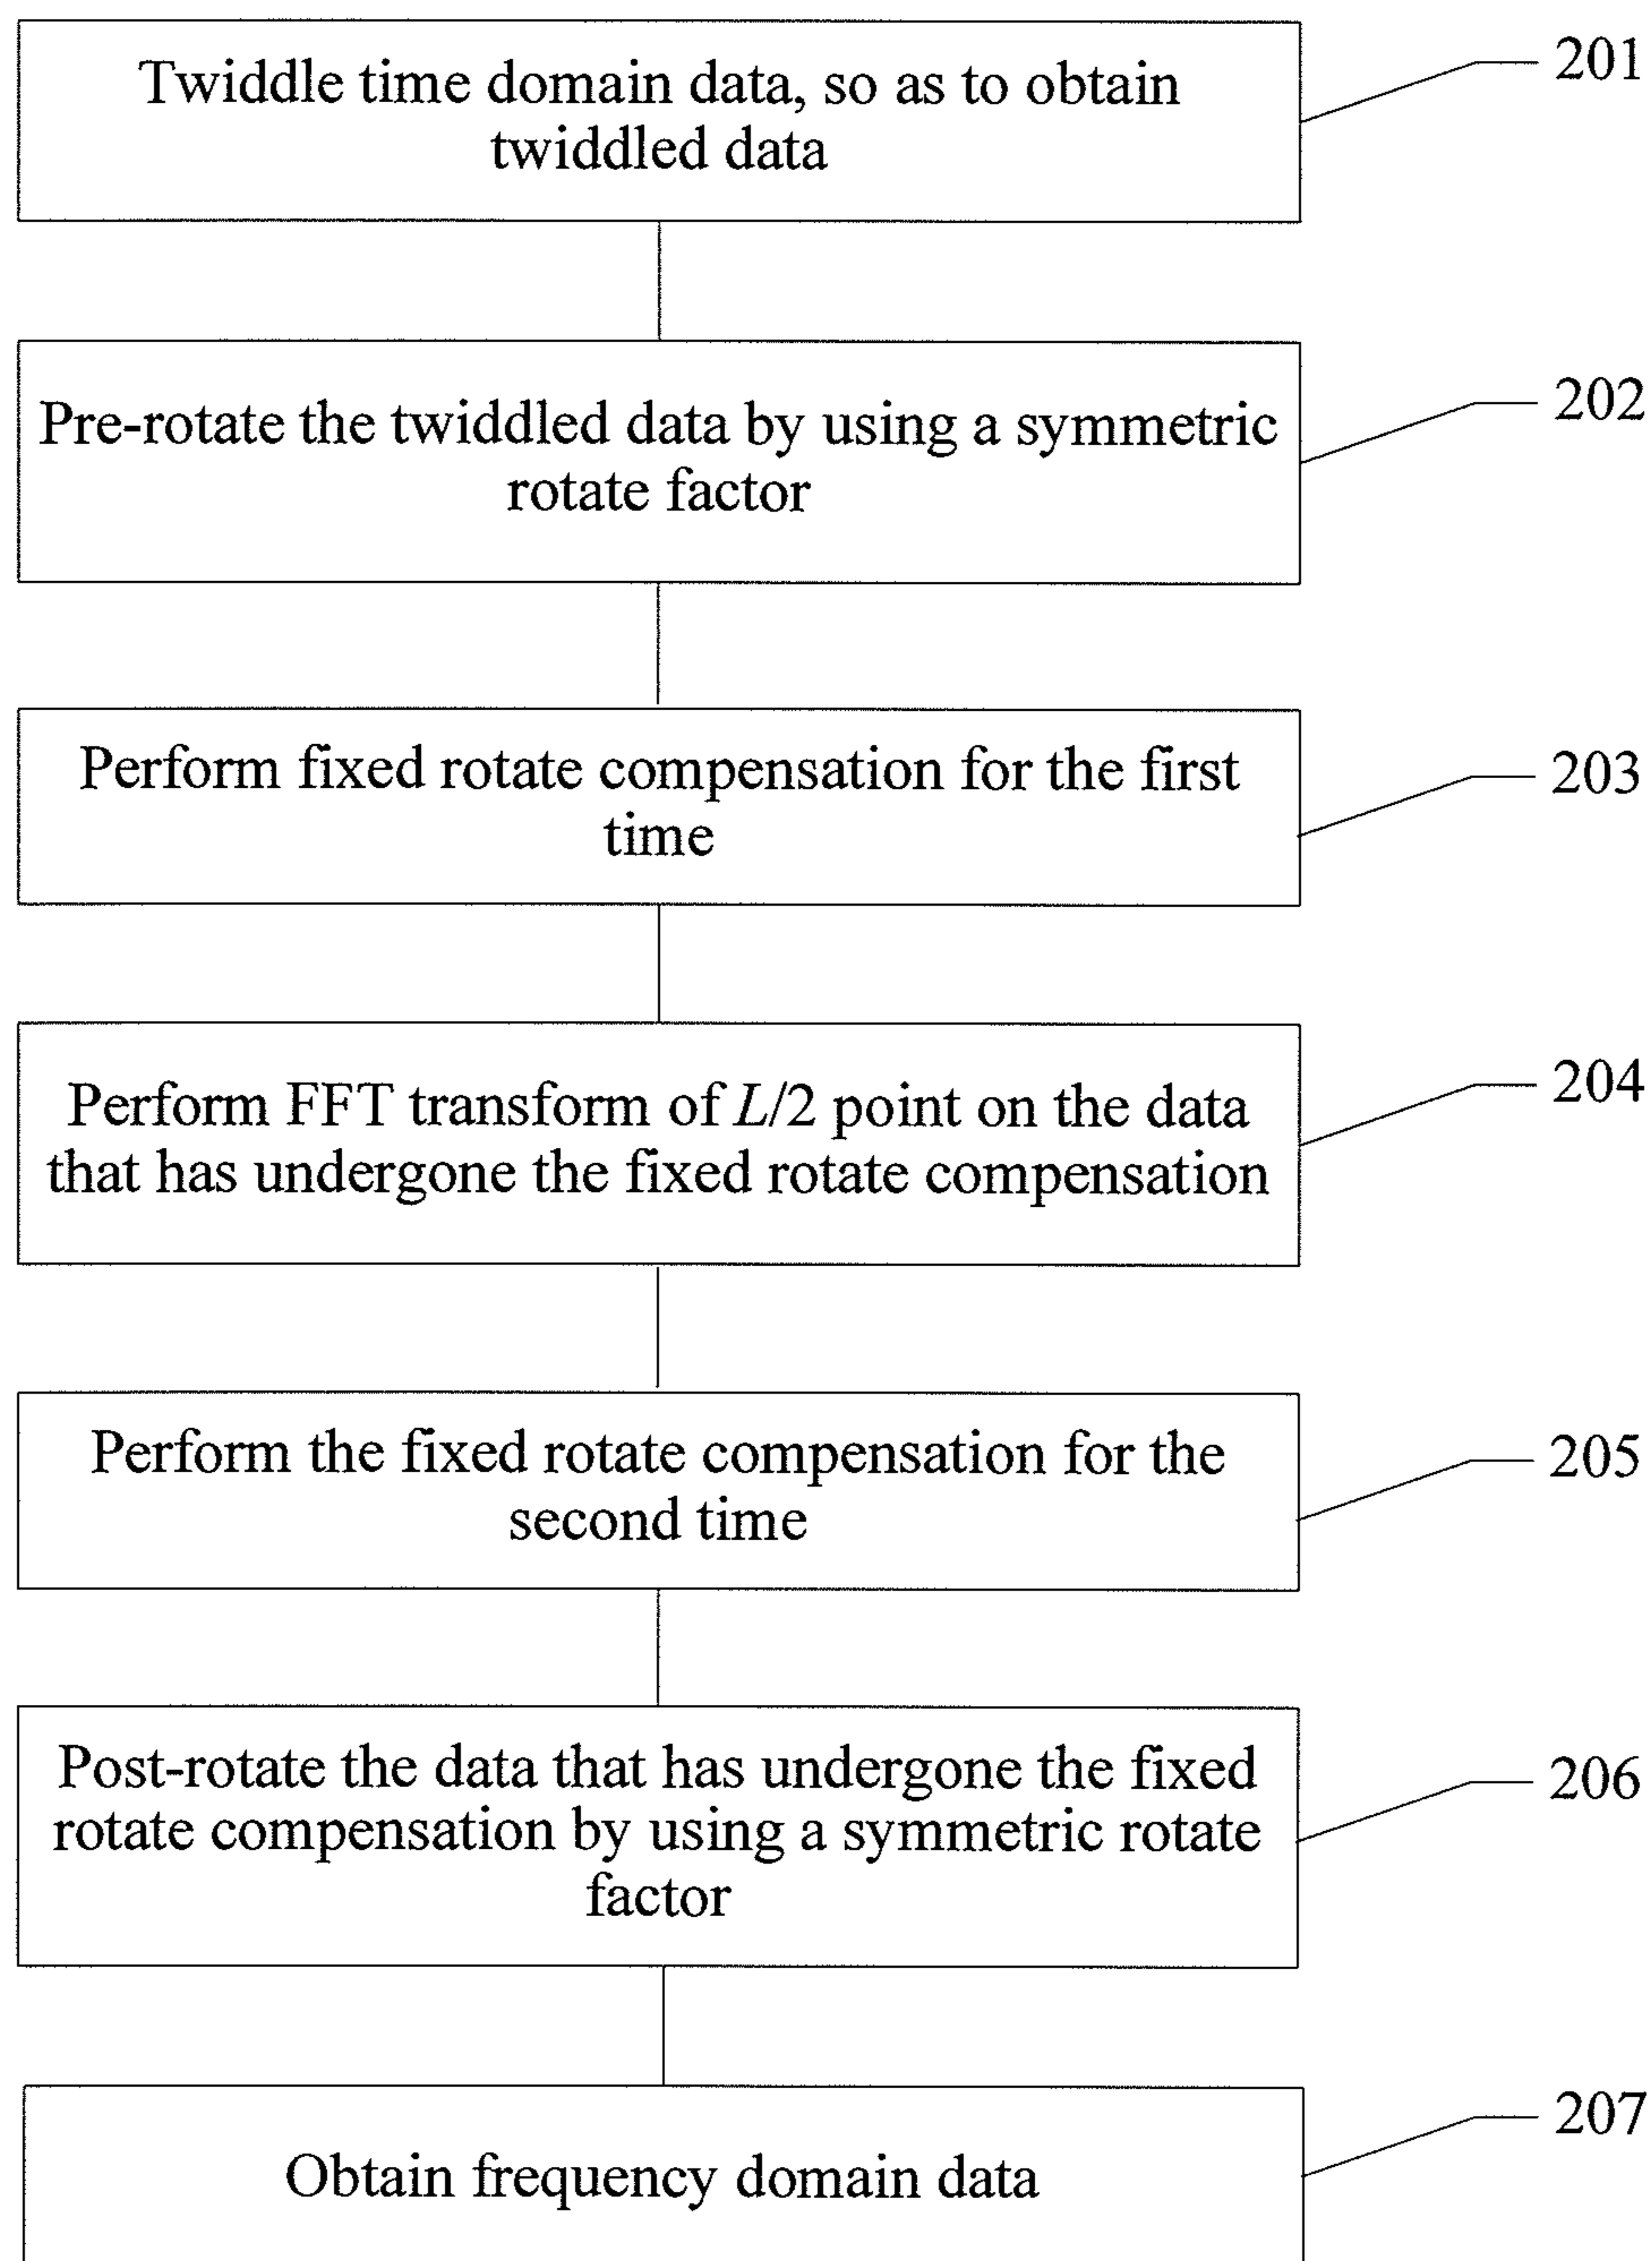 Twiddle time domain data, so as to obtain
twiddled data
201
Pre-rotate the twiddled data by using a symmetric
rotate factor
202
Perform fixed rotate compensation for the first
time
203
Perform FFT transform of L/2 point on the data
that has undergone the fixed rotate compensation
204
Perform the fixed rotate compensation for the
second time
205
Post-rotate the data that has undergone the fixed
rotate compensation by using a symmetric rotate
factor
206
Obtain frequency domain data
207